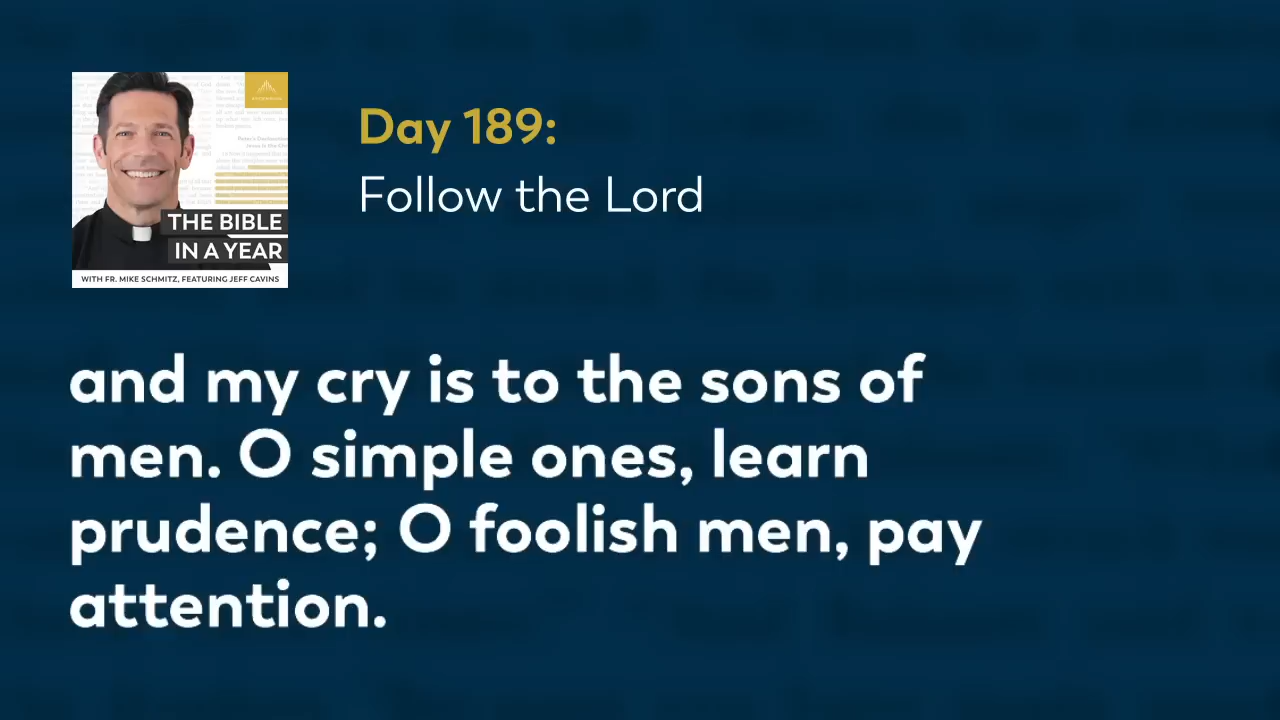 Day 189:
Follow the Lord
THE BIBLE
IN A YEAR
WITH FR. MIKE SCHMITZ, FEATURING JEFF CAVINS
and my cry is to the sons of
men. O simple ones, learn
prudence; O foolish men, pay
attention.